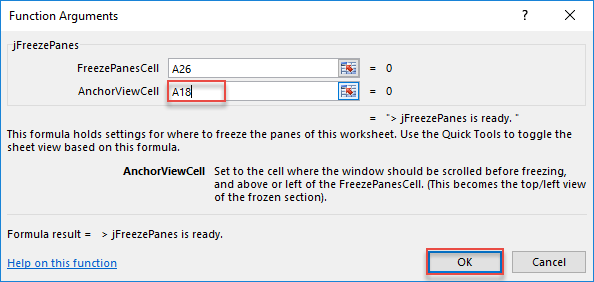 Function Arguments
jFreezePanes
FreezePanesCell A26 = 0
AnchorViewCell A18 = 0
= "> jFreezePanes is ready. "
This formula holds settings for where to freeze the panes of this worksheet. Use the Quick Tools to toggle
the sheet view based on this formula.
AnchorViewCell Set to the cell where the window should be scrolled before freezing,
and above or left of the FreezePanesCell. (This becomes the top/left view
of the frozen section).
Formula result = > jFreezePanes is ready.
Help on this function OK Cancel